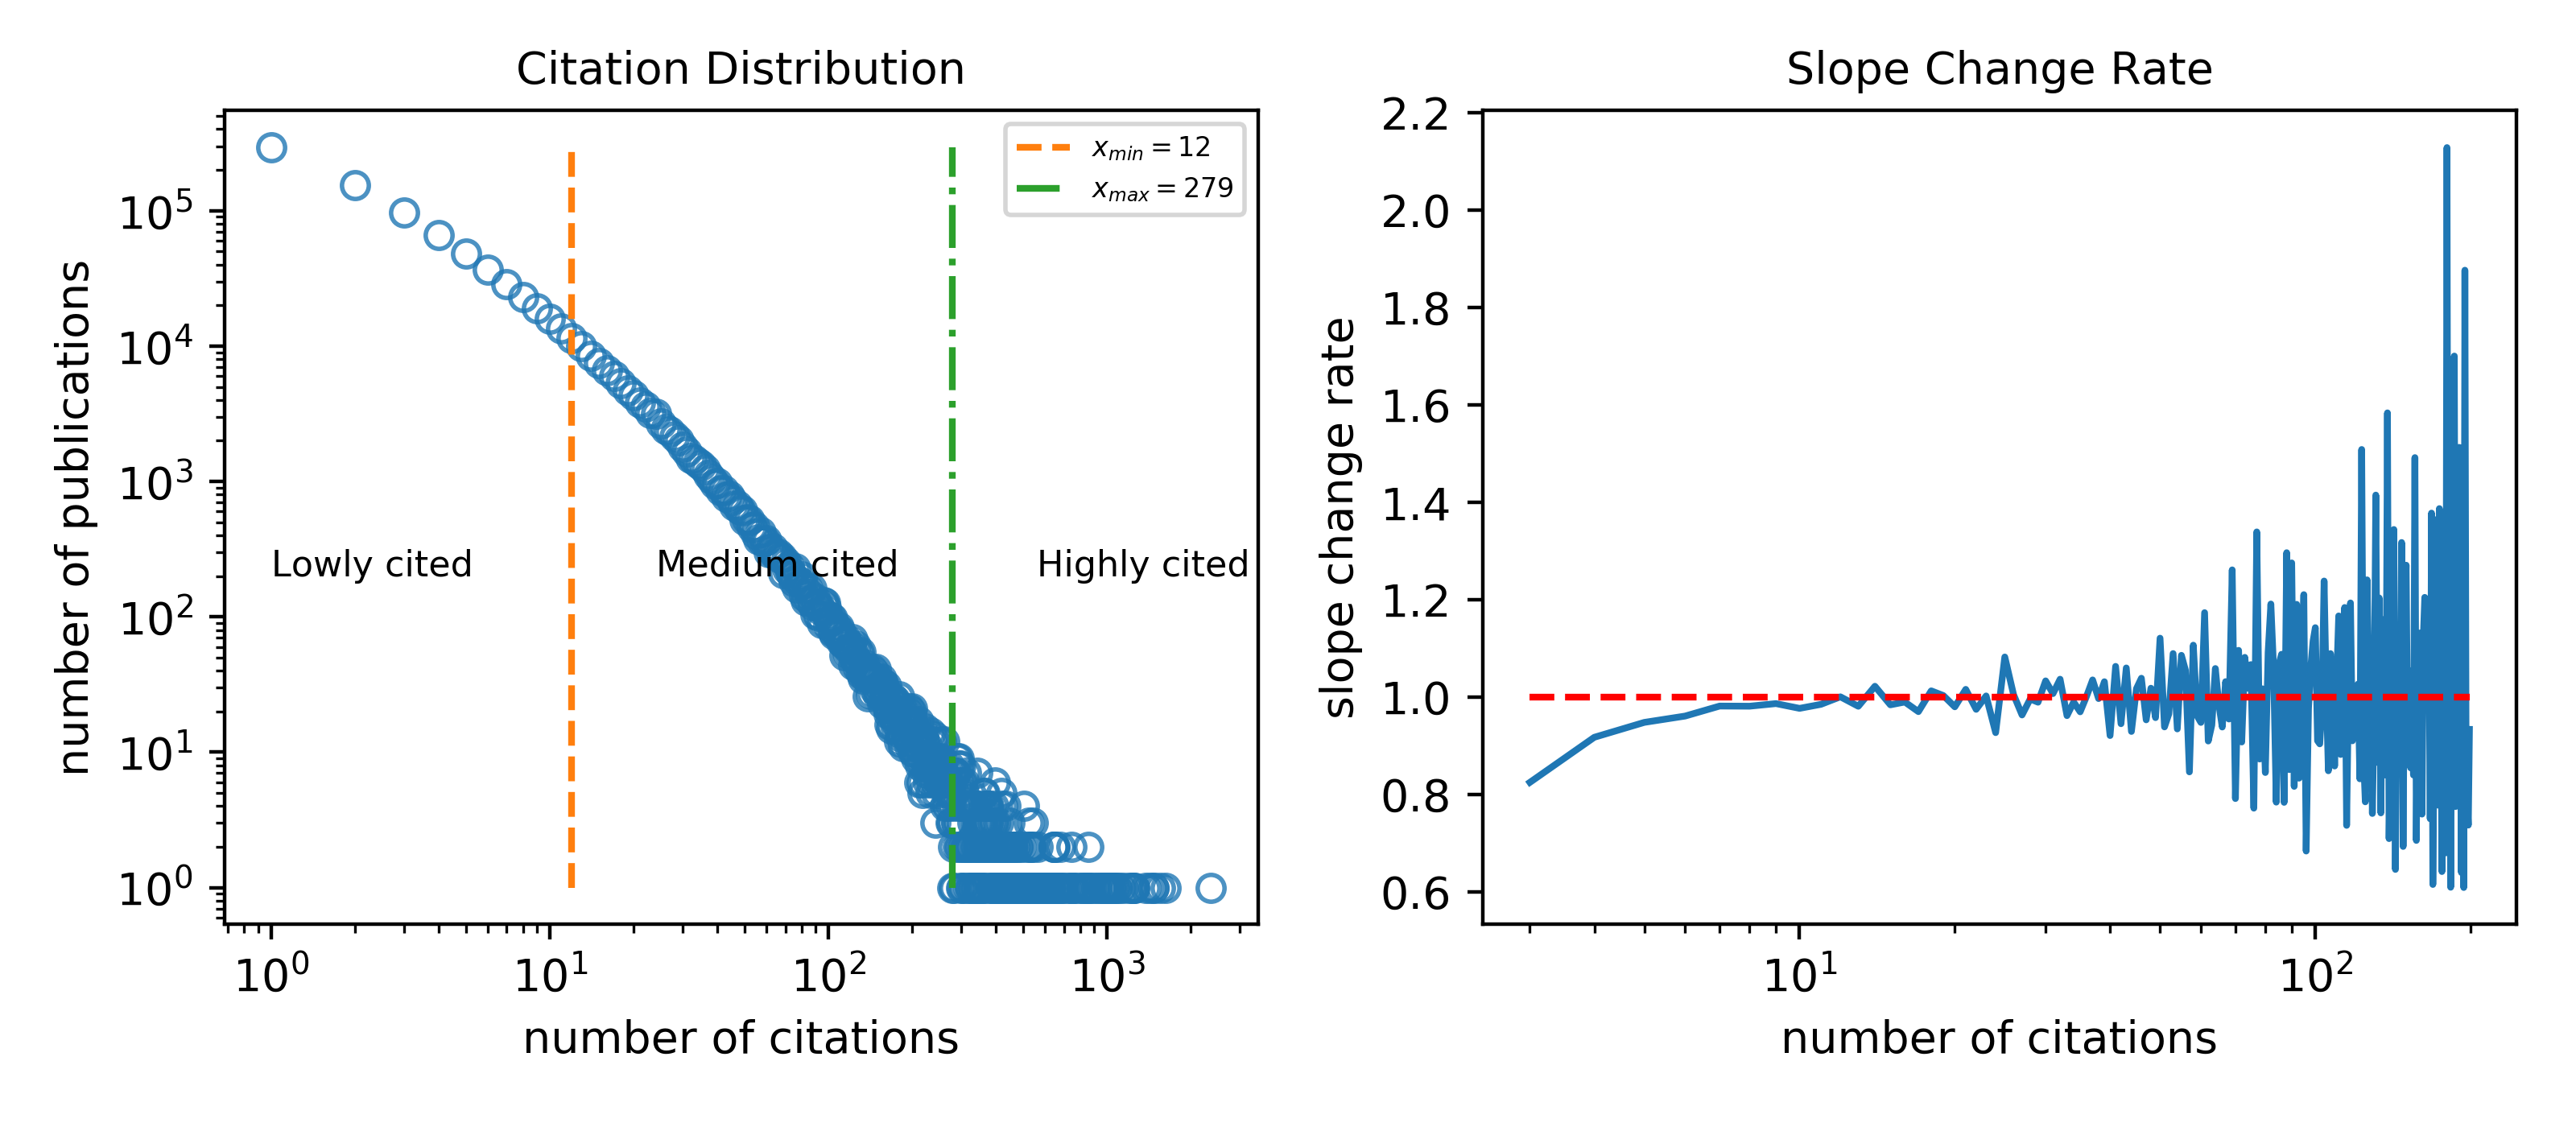 Citation Distribution
number of publications
10^5
10^4
10^3
10^2
10^1
10^0
x_min = 12
x_max = 279
Lowly cited
Medium cited
Highly cited
10^0
10^1
10^2
10^3
number of citations
Slope Change Rate
slope change rate
2.2
2.0
1.8
1.6
1.4
1.2
1.0
0.8
0.6
10^1
10^2
number of citations